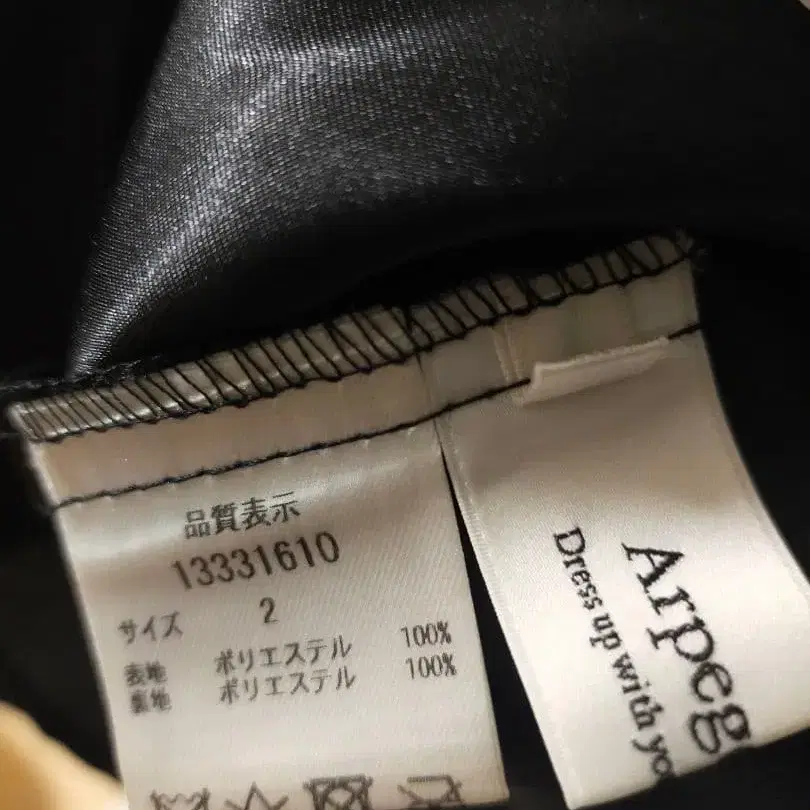 品質表示
13331610
サイズ 2
表地 ポリエステル 100%
裏地 ポリエステル 100%
Arpeg
Dress up with yo